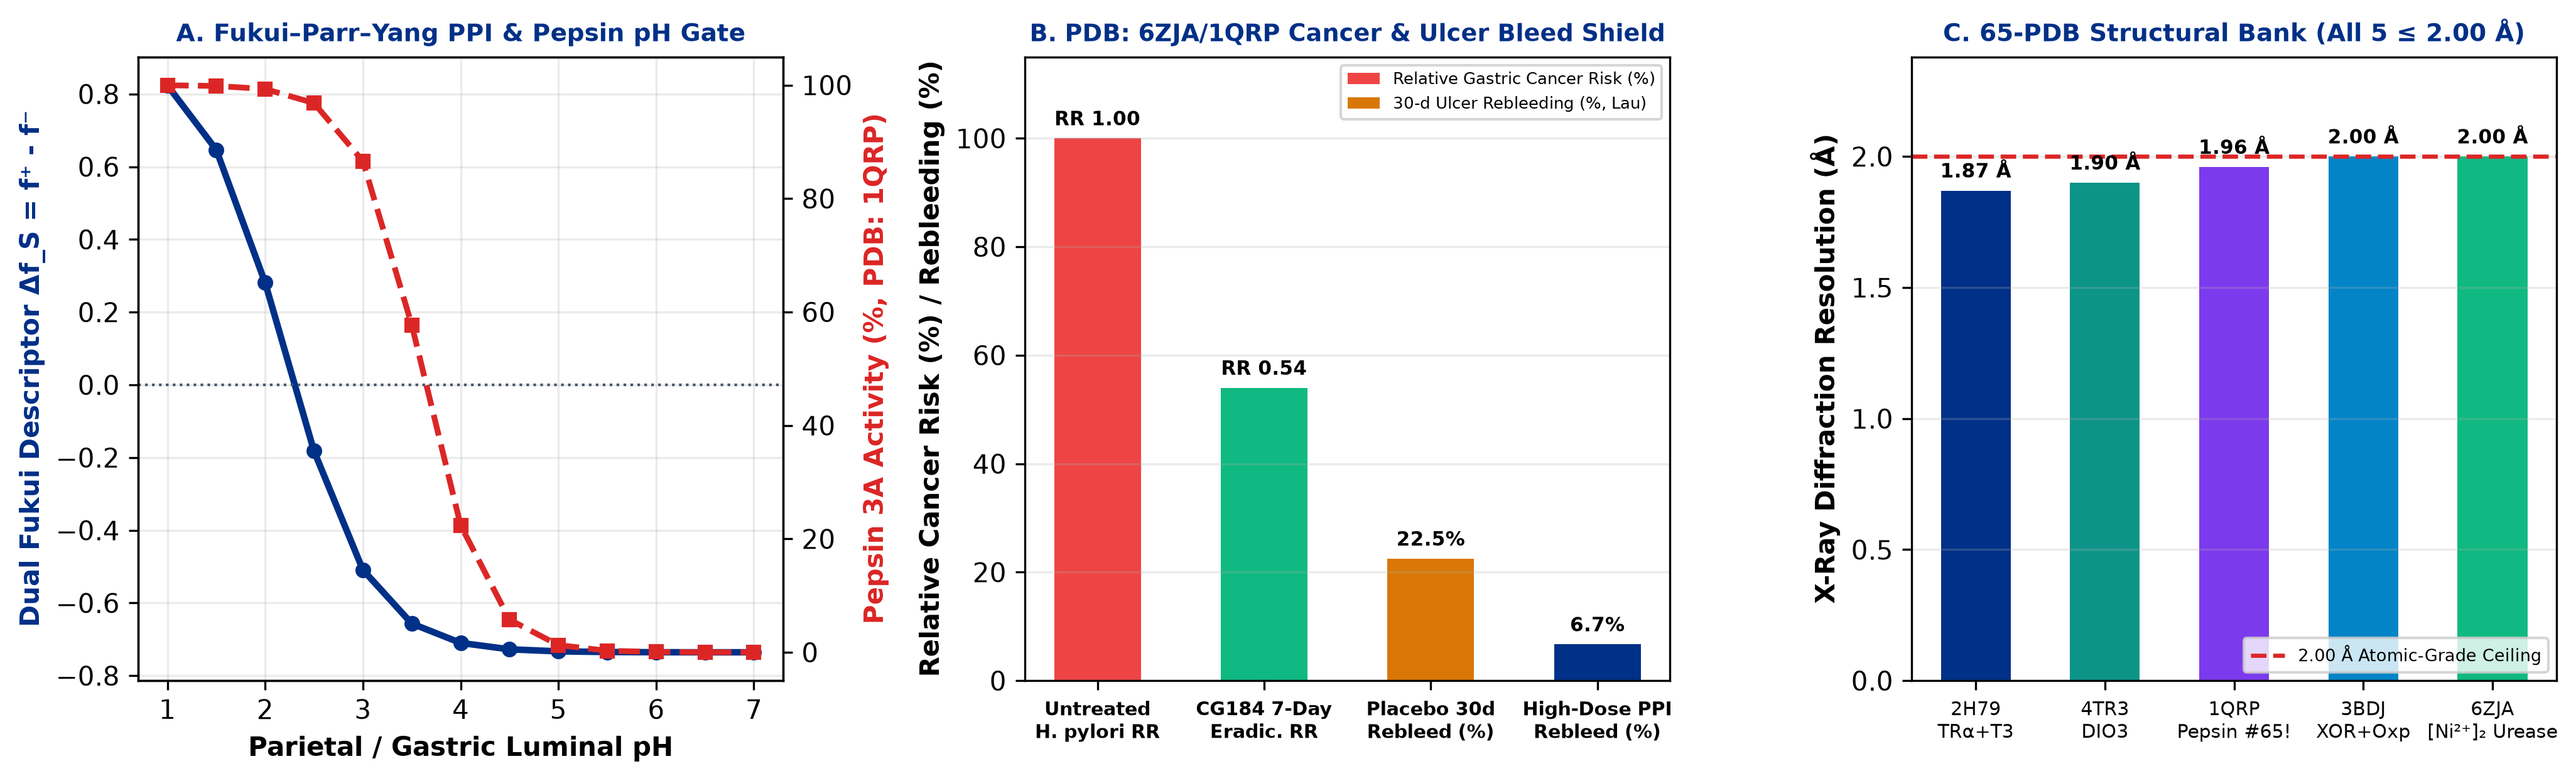 A. Fukui–Parr–Yang PPI & Pepsin pH Gate
Dual Fukui Descriptor Δf_S = f⁺ - f⁻
0.8
0.6
0.4
0.2
0.0
−0.2
−0.4
−0.6
−0.8
1
2
3
4
5
6
7
Parietal / Gastric Luminal pH
100
80
60
40
20
0
Pepsin 3A Activity (%, PDB: 1QRP)
B. PDB: 6ZJA/1QRP Cancer & Ulcer Bleed Shield
Relative Cancer Risk (%) / Rebleeding (%)
100
80
60
40
20
0
Relative Gastric Cancer Risk (%)
30-d Ulcer Rebleeding (%, Lau)
RR 1.00
RR 0.54
22.5%
6.7%
Untreated
H. pylori RR
CG184 7-Day
Eradic. RR
Placebo 30d
Rebleed (%)
High-Dose PPI
Rebleed (%)
C. 65-PDB Structural Bank (All 5 ≤ 2.00 Å)
X-Ray Diffraction Resolution (Å)
2.0
1.5
1.0
0.5
0.0
1.87 Å
1.90 Å
1.96 Å
2.00 Å
2.00 Å
2.00 Å Atomic-Grade Ceiling
2H79
TRα+T3
4TR3
DIO3
1QRP
Pepsin #65!
3BDJ
XOR+Oxp
6ZJA
[Ni²⁺]₂ Urease